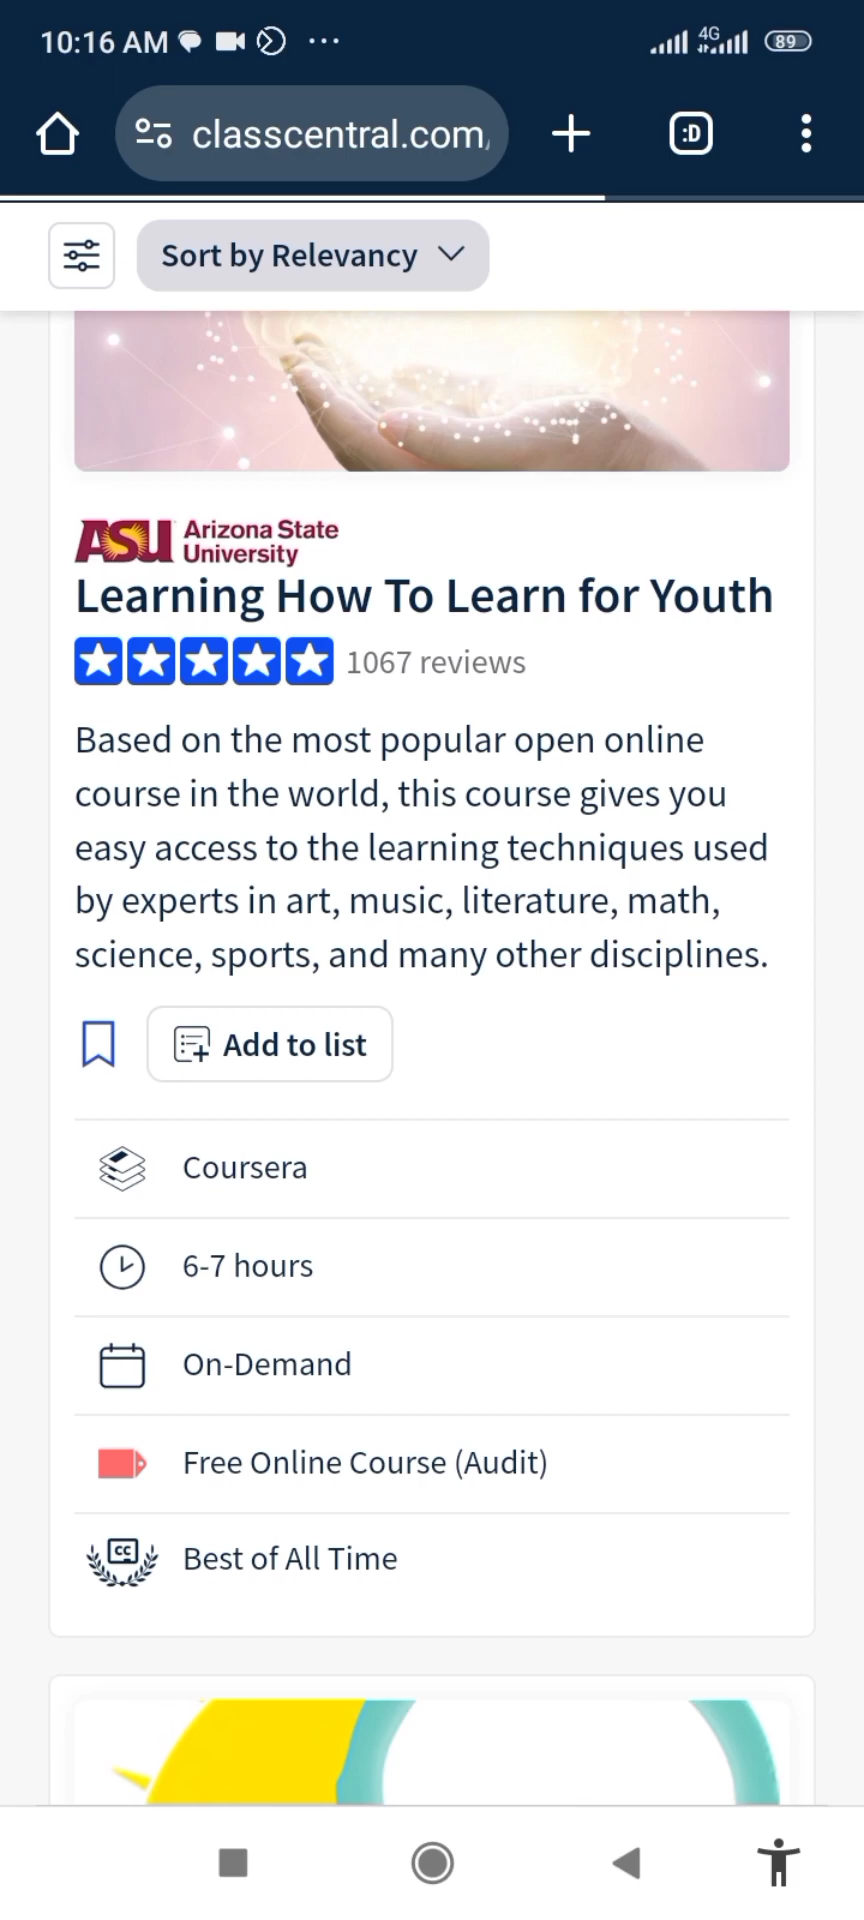 10:16 AM
4G
89
classcentral.com
:D
Sort by Relevancy
ASU Arizona State
University
Learning How To Learn for Youth
1067 reviews
Based on the most popular open online
course in the world, this course gives you
easy access to the learning techniques used
by experts in art, music, literature, math,
science, sports, and many other disciplines.
Add to list
Coursera
6-7 hours
On-Demand
Free Online Course (Audit)
CC
Best of All Time